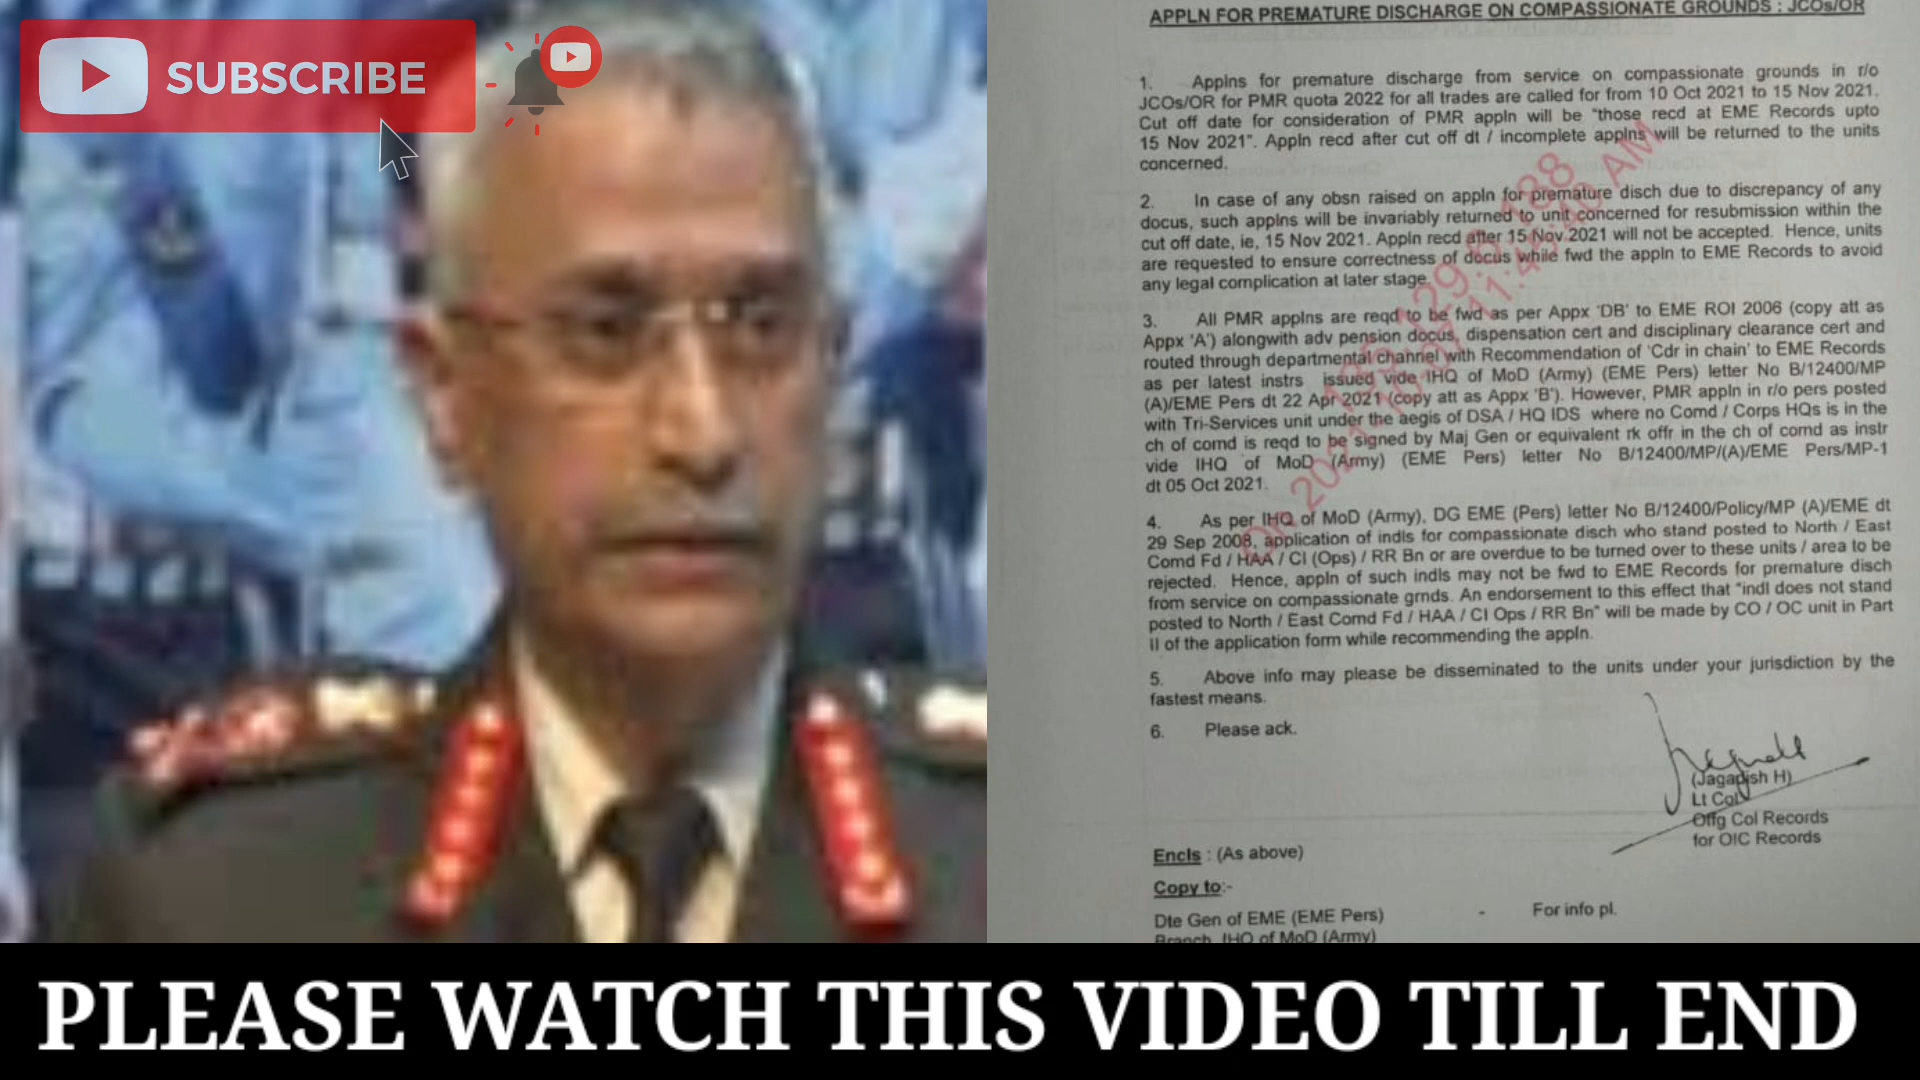 SUBSCRIBE
APPLN FOR PREMATURE DISCHARGE ON COMPASSIONATE GROUNDS : JCOs/OR
1. Applns for premature discharge from service on compassionate grounds in r/o
JCOs/OR for PMR quota 2022 for all trades are called for from 10 Oct 2021 to 15 Nov 2021.
Cut off date for consideration of PMR appln will be "those recd at EME Records upto
15 Nov 2021". Appln recd after cut off dt / incomplete applns will be returned to the units
concerned.
2. In case of any obsn raised on appln for premature disch due to discrepancy of any
docus, such applns will be invariably returned to unit concerned for resubmission within the
cut off date, ie, 15 Nov 2021. Appln recd after 15 Nov 2021 will not be accepted. Hence, units
are requested to ensure correctness of docus while fwd the appln to EME Records to avoid
any legal complication at later stage.
3. All PMR applns are reqd to be fwd as per Appx 'DB' to EME ROI 2006 (copy att as
Appx 'A') alongwith adv pension docus, dispensation cert and disciplinary clearance cert and
routed through departmental channel with Recommendation of 'Cdr in chain' to EME Records
as per latest instrs issued vide IHQ of MoD (Army) (EME Pers) letter No B/12400/MP
(A)/EME Pers dt 22 Apr 2021 (copy att as Appx 'B'). However, PMR appln in r/o pers posted
with Tri-Services unit under the aegis of DSA / HQ IDS where no Comd / Corps HQs is in the
ch of comd is reqd to be signed by Maj Gen or equivalent rk offr in the ch of comd as instr
vide IHQ of MoD (Army) (EME Pers) letter No B/12400/MP/(A)/EME Pers/MP-1
dt 05 Oct 2021.
4. As per IHQ of MoD (Army), DG EME (Pers) letter No B/12400/Policy/MP (A)/EME dt
29 Sep 2008, application of indls for compassionate disch who stand posted to North / East
Comd Fd / HAA / CI (Ops) / RR Bn or are overdue to be turned over to these units / area to be
rejected. Hence, appln of such indls may not be fwd to EME Records for premature disch
from service on compassionate grnds. An endorsement to this effect that "indl does not stand
posted to North / East Comd Fd / HAA / CI Ops / RR Bn" will be made by CO / OC unit in Part
II of the application form while recommending the appln.
5. Above info may please be disseminated to the units under your jurisdiction by the
fastest means.
6. Please ack.
(Jagadish H)
Lt Col
Offg Col Records
for OIC Records
Encls : (As above)
Copy to:-
Dte Gen of EME (EME Pers) - For info pl.
Branch, IHQ of MoD (Army)
PLEASE WATCH THIS VIDEO TILL END